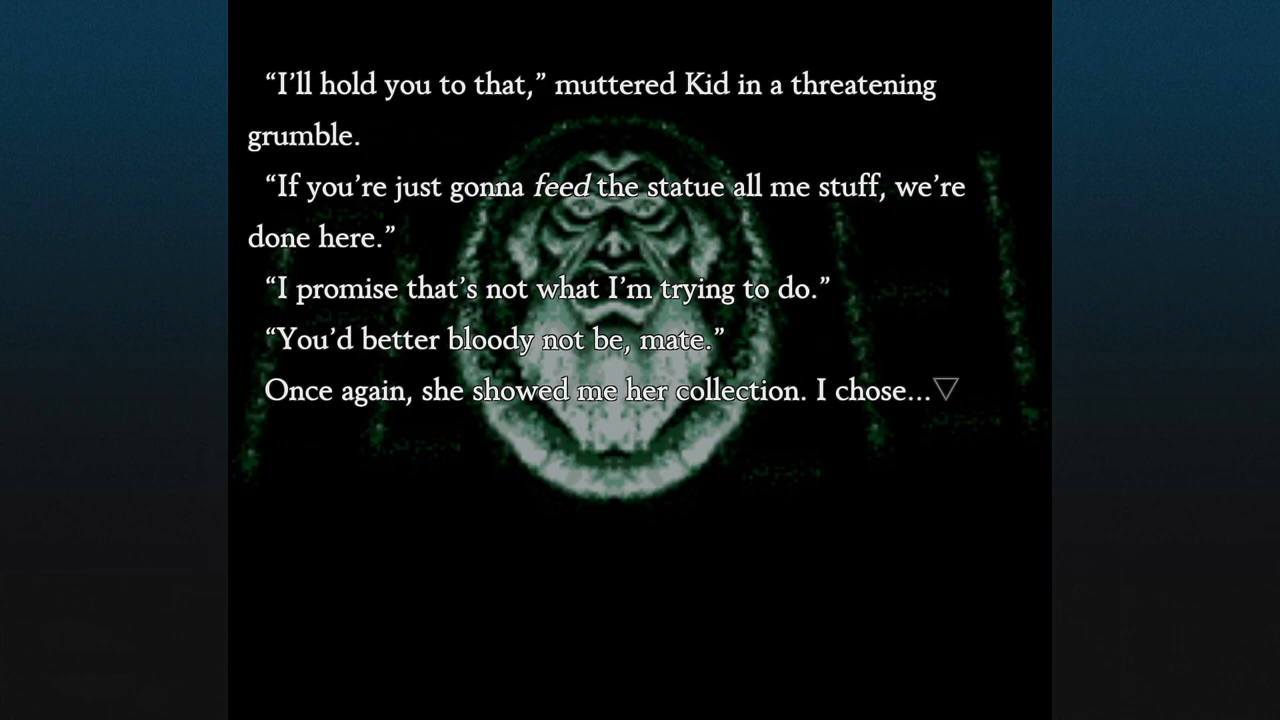 “I’ll hold you to that,” muttered Kid in a threatening
grumble.
“If you’re just gonna feed the statue all me stuff, we’re
done here.”
“I promise that’s not what I’m trying to do.”
“You’d better bloody not be, mate.”
Once again, she showed me her collection. I chose...